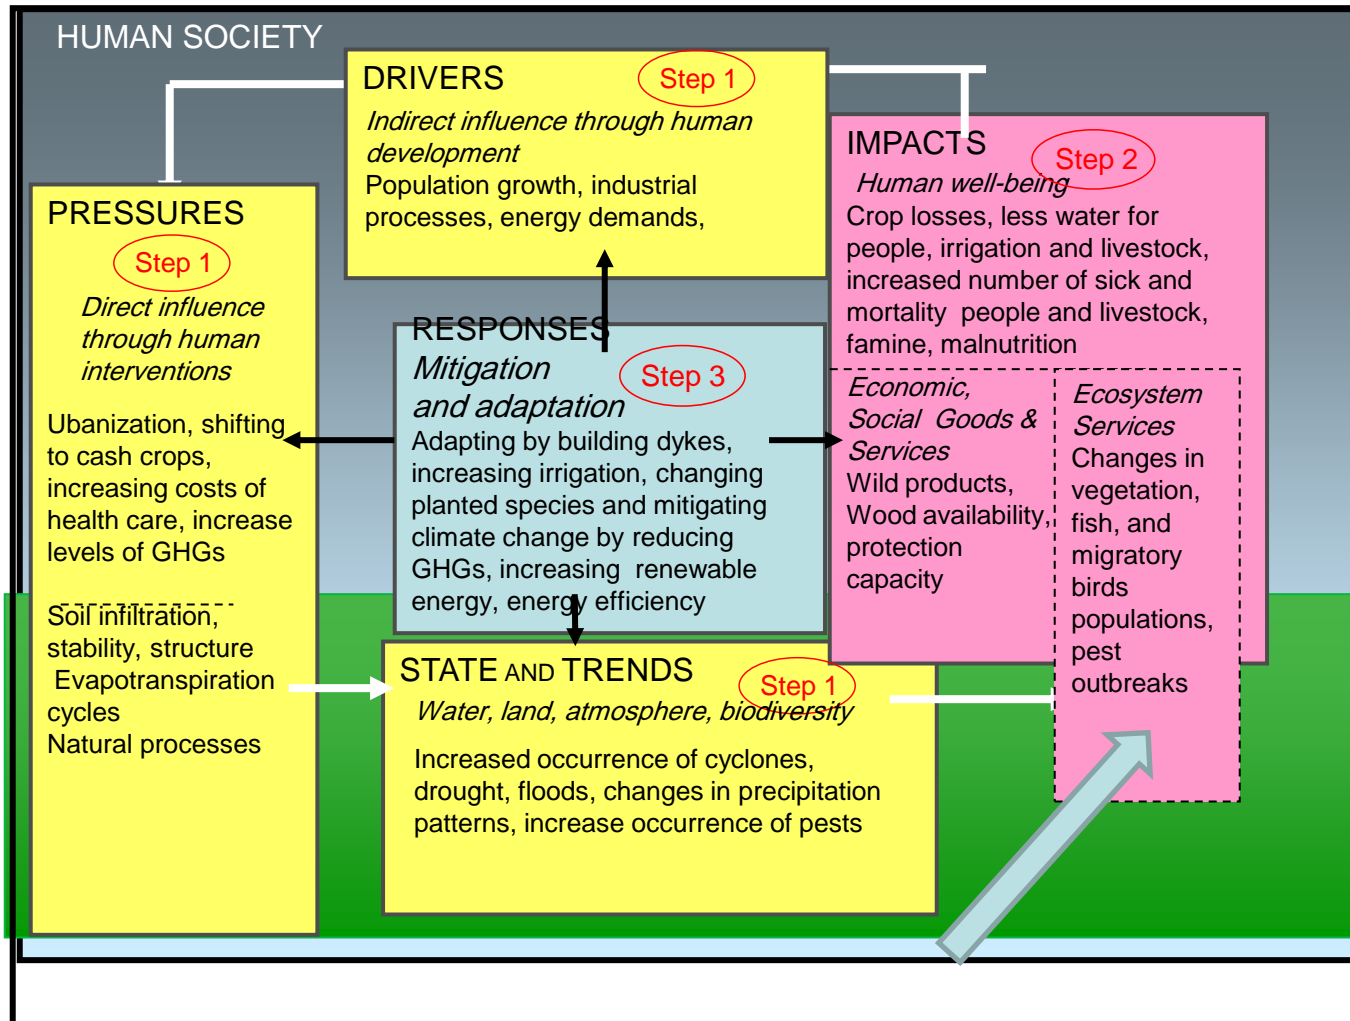 HUMAN SOCIETY
DRIVERS
Step 1
Indirect influence through human
development
Population growth, industrial
processes, energy demands,
IMPACTS
Step 2
Human well-being
Crop losses, less water for
people, irrigation and livestock,
increased number of sick and
mortality people and livestock,
famine, malnutrition
Economic,
Social Goods &
Services
Wild products,
Wood availability,
protection
capacity
Ecosystem
Services
Changes in
vegetation,
fish, and
migratory
birds
populations,
pest
outbreaks
PRESSURES
Step 1
Direct influence
through human
interventions
Ubanization, shifting
to cash crops,
increasing costs of
health care, increase
levels of GHGs
Soil infiltration,
stability, structure
Evapotranspiration
cycles
Natural processes
RESPONSES
Step 3
Mitigation
and adaptation
Adapting by building dykes,
increasing irrigation, changing
planted species and mitigating
climate change by reducing
GHGs, increasing renewable
energy, energy efficiency
STATE AND TRENDS
Step 1
Water, land, atmosphere, biodiversity
Increased occurrence of cyclones,
drought, floods, changes in precipitation
patterns, increase occurrence of pests